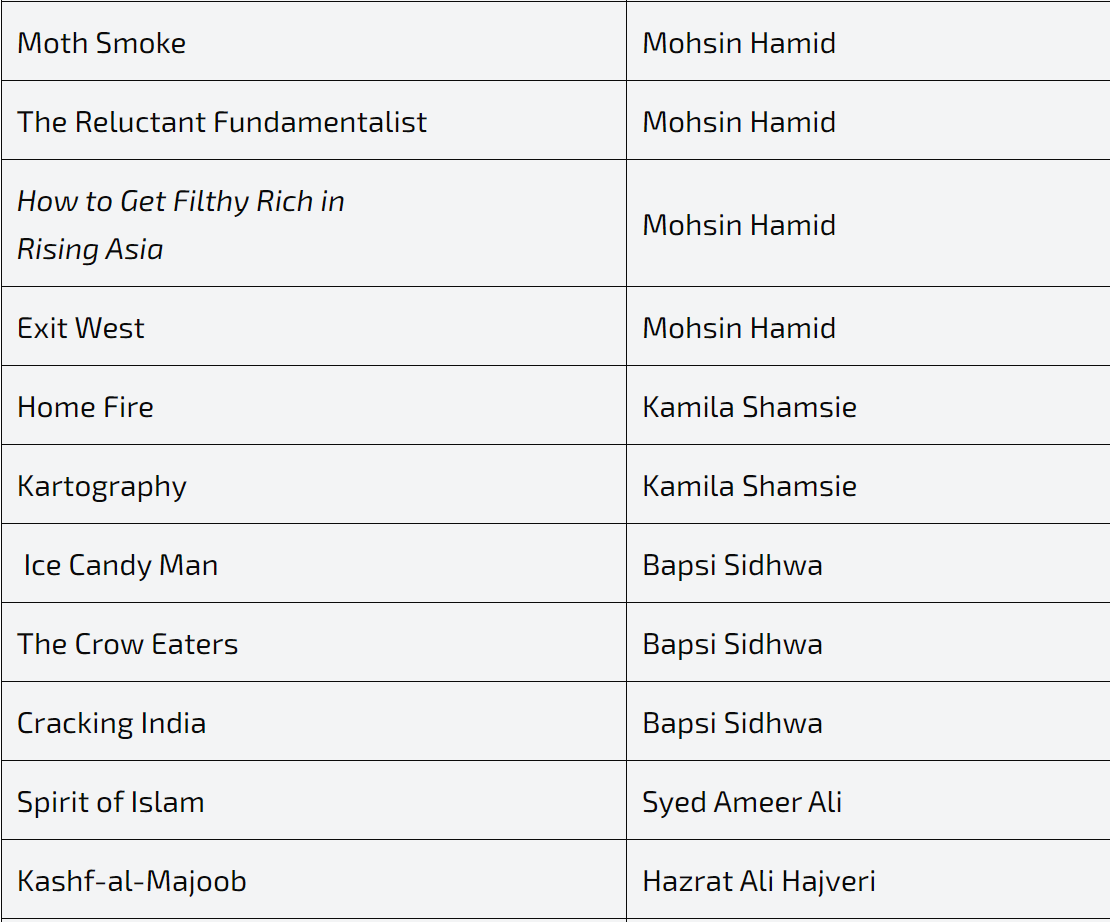 Moth Smoke Mohsin Hamid
The Reluctant Fundamentalist Mohsin Hamid
How to Get Filthy Rich in
Rising Asia
Mohsin Hamid
Exit West Mohsin Hamid
Home Fire Kamila Shamsie
Kartography Kamila Shamsie
Ice Candy Man Bapsi Sidhwa
The Crow Eaters Bapsi Sidhwa
Cracking India Bapsi Sidhwa
Spirit of Islam Syed Ameer Ali
Kashf-al-Majoob Hazrat Ali Hajveri